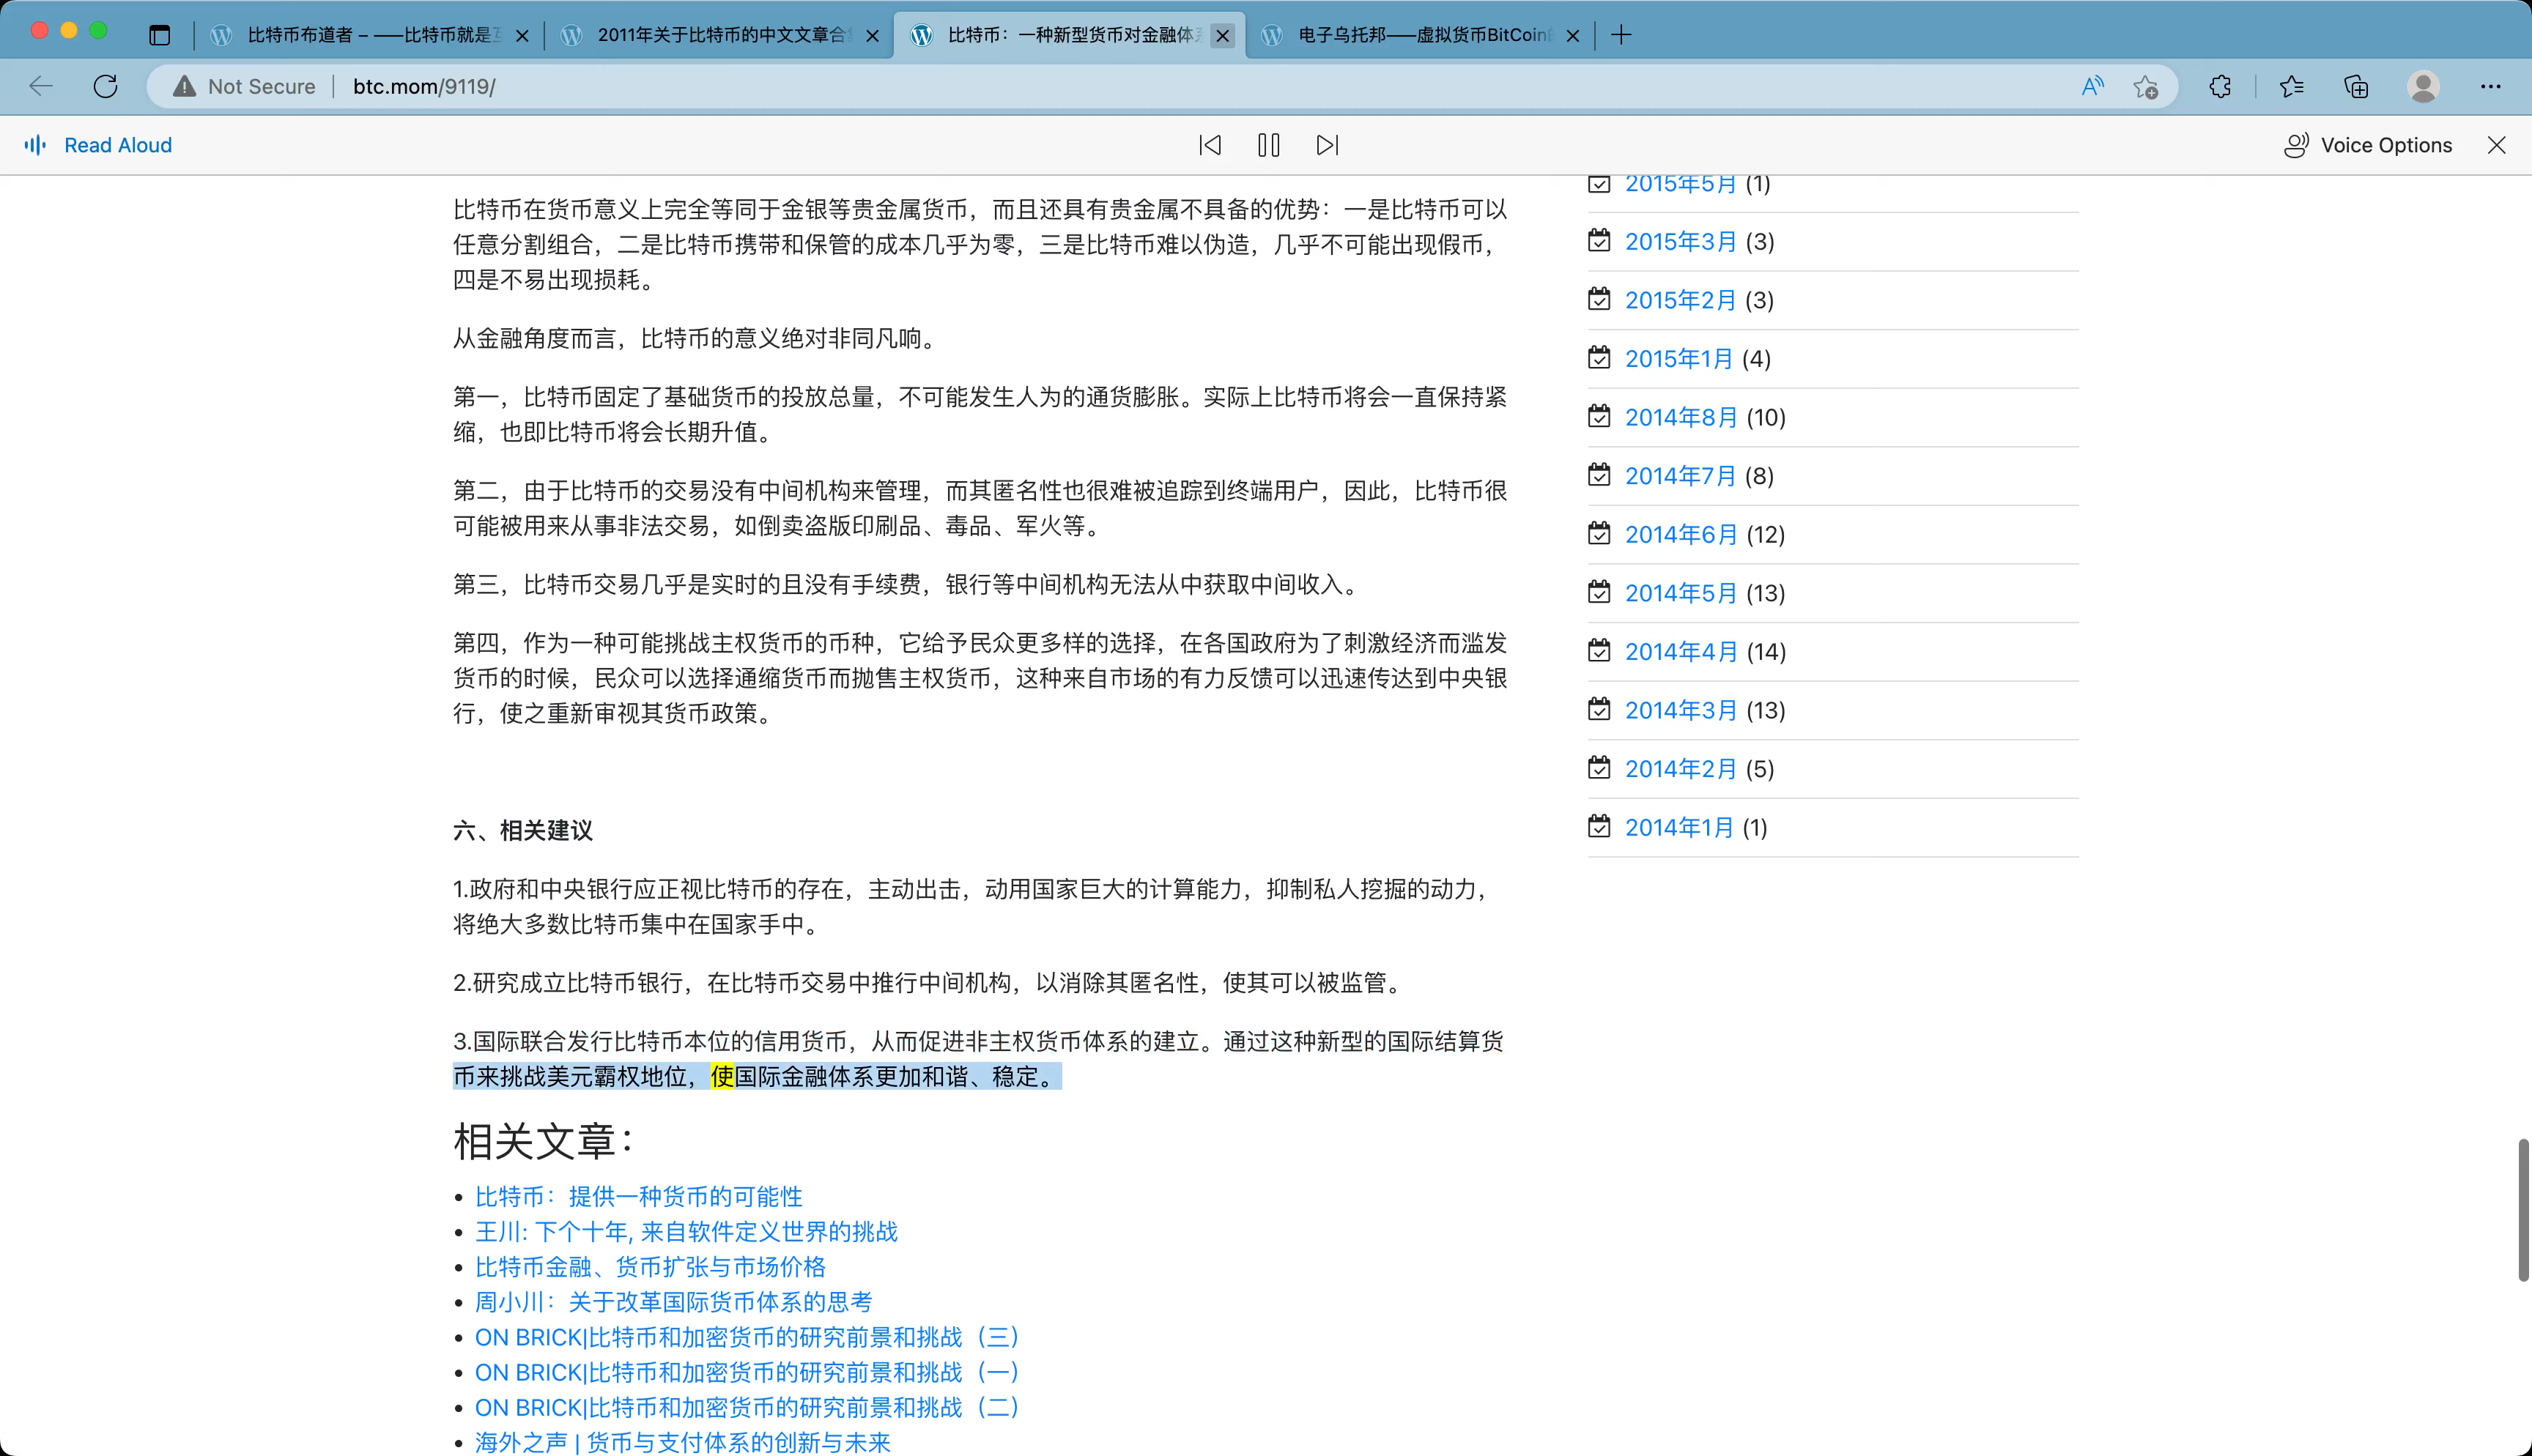 比特币布道者 – ——比特币就是互
2011年关于比特币的中文文章合
比特币：一种新型货币对金融体
电子乌托邦——虚拟货币BitCoin
Not Secure
btc.mom/9119/
Read Aloud
Voice Options
比特币在货币意义上完全等同于金银等贵金属货币，而且还具有贵金属不具备的优势：一是比特币可以
任意分割组合，二是比特币携带和保管的成本几乎为零，三是比特币难以伪造，几乎不可能出现假币，
四是不易出现损耗。
从金融角度而言，比特币的意义绝对非同凡响。
第一，比特币固定了基础货币的投放总量，不可能发生人为的通货膨胀。实际上比特币将会一直保持紧
缩，也即比特币将会长期升值。
第二，由于比特币的交易没有中间机构来管理，而其匿名性也很难被追踪到终端用户，因此，比特币很
可能被用来从事非法交易，如倒卖盗版印刷品、毒品、军火等。
第三，比特币交易几乎是实时的且没有手续费，银行等中间机构无法从中获取中间收入。
第四，作为一种可能挑战主权货币的币种，它给予民众更多样的选择，在各国政府为了刺激经济而滥发
货币的时候，民众可以选择通缩货币而抛售主权货币，这种来自市场的有力反馈可以迅速传达到中央银
行，使之重新审视其货币政策。
六、相关建议
1.政府和中央银行应正视比特币的存在，主动出击，动用国家巨大的计算能力，抑制私人挖掘的动力，
将绝大多数比特币集中在国家手中。
2.研究成立比特币银行，在比特币交易中推行中间机构，以消除其匿名性，使其可以被监管。
3.国际联合发行比特币本位的信用货币，从而促进非主权货币体系的建立。通过这种新型的国际结算货
币来挑战美元霸权地位，使国际金融体系更加和谐、稳定。
相关文章：
• 比特币：提供一种货币的可能性
• 王川: 下个十年, 来自软件定义世界的挑战
• 比特币金融、货币扩张与市场价格
• 周小川：关于改革国际货币体系的思考
• ON BRICK|比特币和加密货币的研究前景和挑战（三）
• ON BRICK|比特币和加密货币的研究前景和挑战（一）
• ON BRICK|比特币和加密货币的研究前景和挑战（二）
• 海外之声 | 货币与支付体系的创新与未来
2015年5月 (1)
2015年3月 (3)
2015年2月 (3)
2015年1月 (4)
2014年8月 (10)
2014年7月 (8)
2014年6月 (12)
2014年5月 (13)
2014年4月 (14)
2014年3月 (13)
2014年2月 (5)
2014年1月 (1)